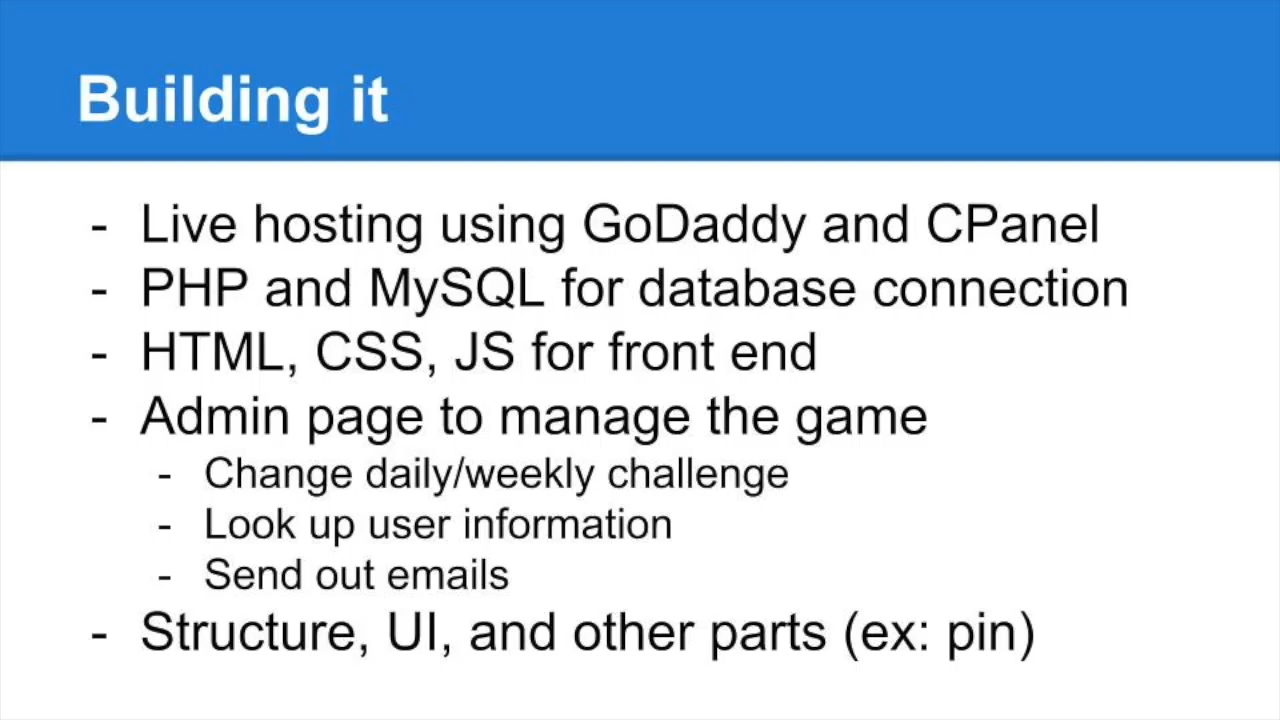 Building it
- Live hosting using GoDaddy and CPanel
- PHP and MySQL for database connection
- HTML, CSS, JS for front end
- Admin page to manage the game
- Change daily/weekly challenge
- Look up user information
- Send out emails
- Structure, UI, and other parts (ex: pin)